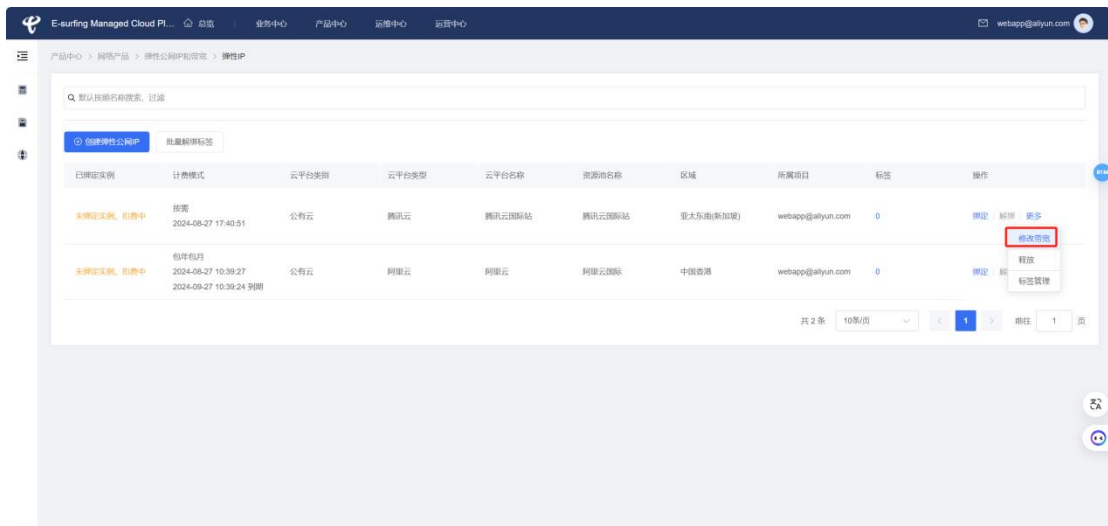 E-surfing Managed Cloud Pl... 总览 业务中心 产品中心 运维中心 运营中心 webapp@aliyun.com
产品中心 > 网络产品 > 弹性公网IP和带宽 > 弹性IP
默认按照名称搜索、过滤
创建弹性公网IP 批量解绑标签
已绑定实例 计费模式 云平台类别 云平台类型 云平台名称 资源池名称 区域 所属项目 标签 操作
按需
未绑定实例，扣费中 公有云 腾讯云 腾讯云国际站 腾讯云国际站 亚太东南(新加坡) webapp@aliyun.com 0 绑定 解绑 更多
2024-08-27 17:40:51
修改带宽
包年包月
释放
未绑定实例，扣费中 2024-08-27 10:39:27 公有云 阿里云 阿里云 阿里云国际 中国香港 webapp@aliyun.com 0 绑定
标签管理
2024-09-27 10:39:24 到期
共 2 条 10条/页 < 1 > 前往 1 页